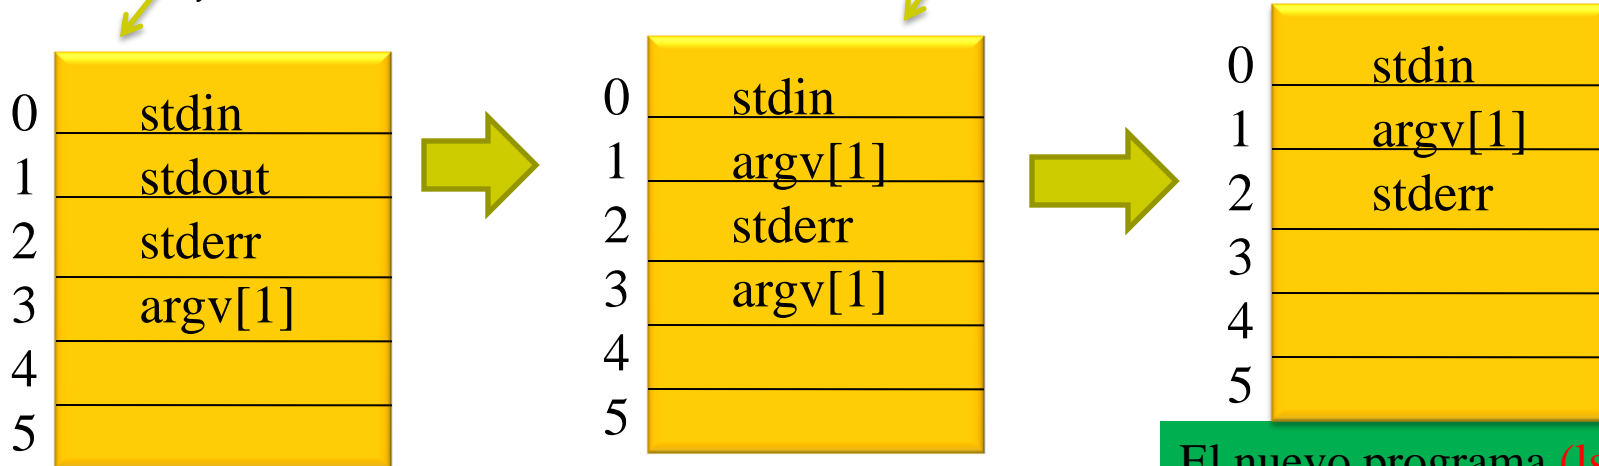 0 stdin
1 stdout
2 stderr
3 argv[1]
4
5
0 stdin
1 argv[1]
2 stderr
3 argv[1]
4
5
0 stdin
1 argv[1]
2 stderr
3
4
5
El nuevo programa (ls